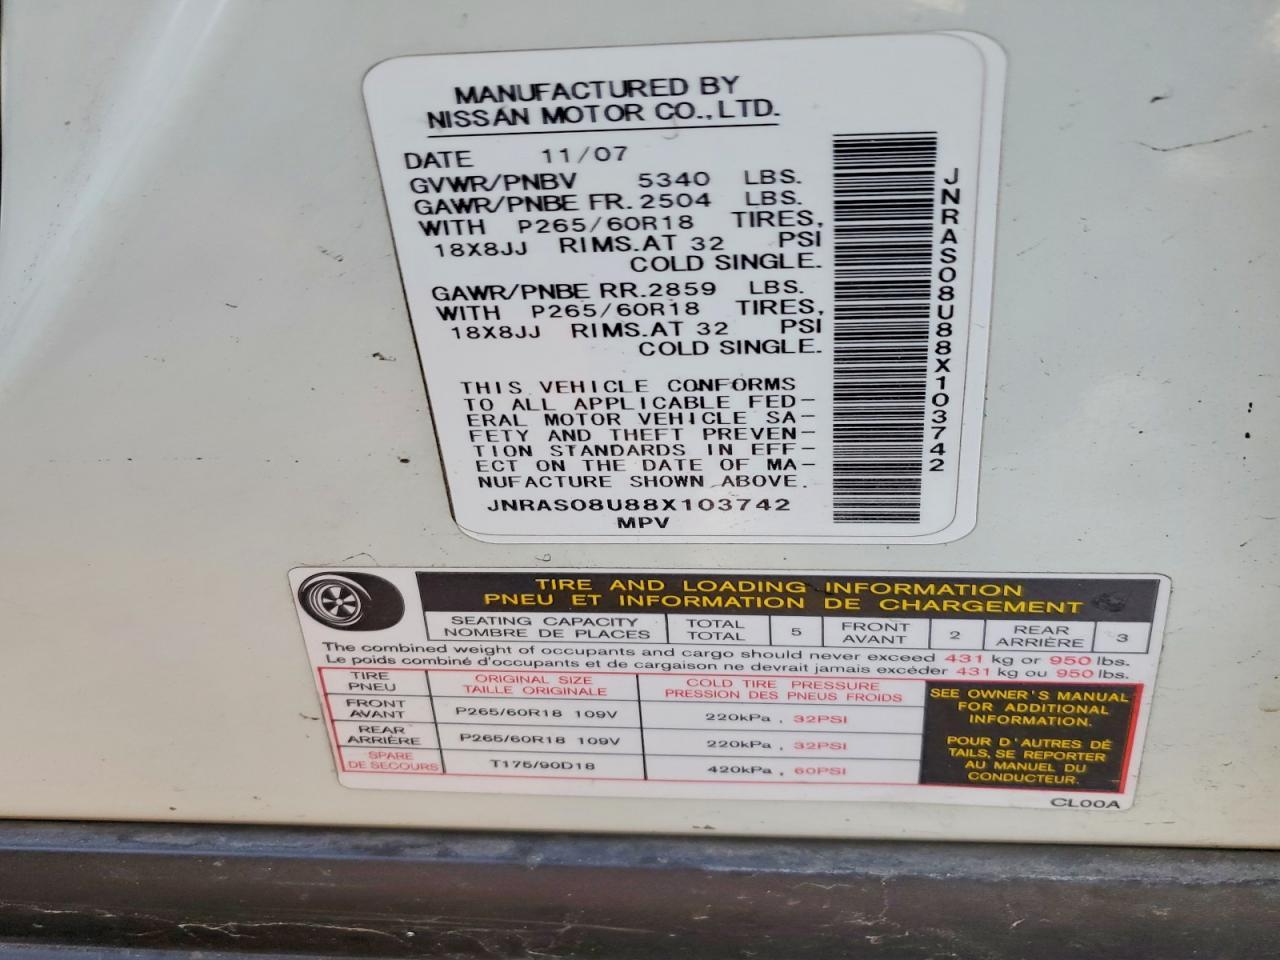 MANUFACTURED BY
NISSAN MOTOR CO.,LTD.
DATE 11/07
GVWR/PNBV 5340 LBS.
GAWR/PNBE FR. 2504 LBS.
WITH P265/60R18 TIRES,
18X8JJ RIMS.AT 32 PSI
COLD SINGLE.
GAWR/PNBE RR. 2859 LBS.
WITH P265/60R18 TIRES,
18X8JJ RIMS.AT 32 PSI
COLD SINGLE.
THIS VEHICLE CONFORMS
TO ALL APPLICABLE FED-
ERAL MOTOR VEHICLE SA-
FETY AND THEFT PREVEN-
TION STANDARDS IN EFF-
ECT ON THE DATE OF MA-
NUFACTURE SHOWN ABOVE.
JNRAS08U88X103742
MPV
JNRAS08U88X103742
TIRE AND LOADING INFORMATION
PNEU ET INFORMATION DE CHARGEMENT
SEATING CAPACITY TOTAL 5 FRONT 2 REAR 3
NOMBRE DE PLACES TOTAL AVANT ARRIÈRE
The combined weight of occupants and cargo should never exceed 431 kg or 950 lbs.
Le poids combiné d'occupants et de cargaison ne devrait jamais excéder 431 kg ou 950 lbs.
TIRE ORIGINAL SIZE COLD TIRE PRESSURE
PNEU TAILLE ORIGINALE PRESSION DES PNEUS FROIDS
FRONT
AVANT P265/60R18 109V 220kPa, 32PSI
REAR
ARRIÈRE P265/60R18 109V 220kPa, 32PSI
SPARE
DE SECOURS T175/90D18 420kPa, 60PSI
SEE OWNER'S MANUAL
FOR ADDITIONAL
INFORMATION.
POUR D'AUTRES DÉ
TAILS, SE REPORTER
AU MANUEL DU
CONDUCTEUR.
CL00A